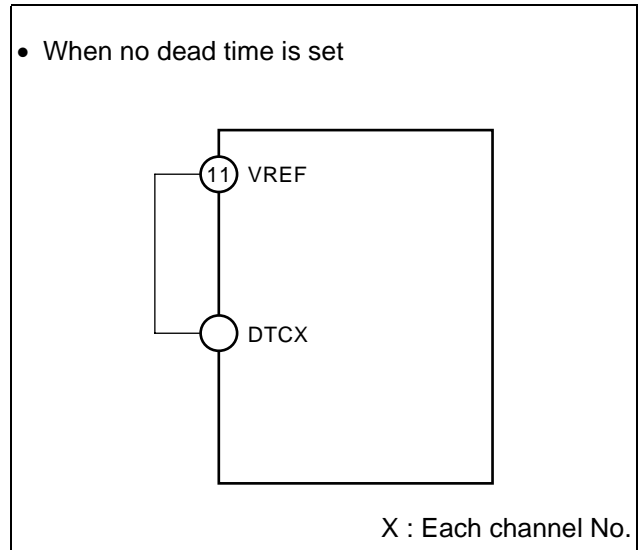 • When no dead time is set
11 VREF
DTCX
X : Each channel No.